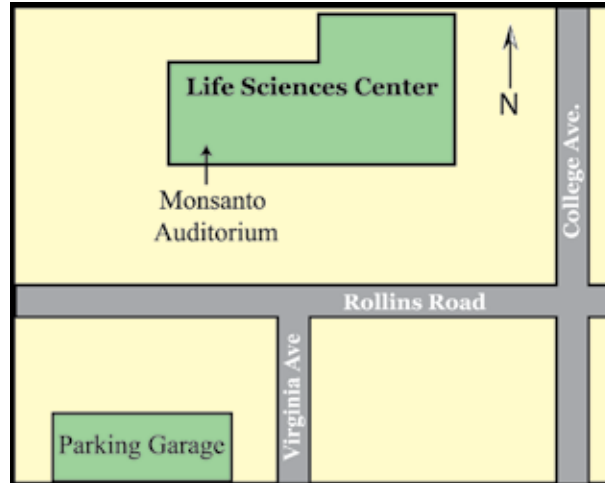 Life Sciences Center
N
College Ave.
Monsanto
Auditorium
Rollins Road
Virginia Ave
Parking Garage